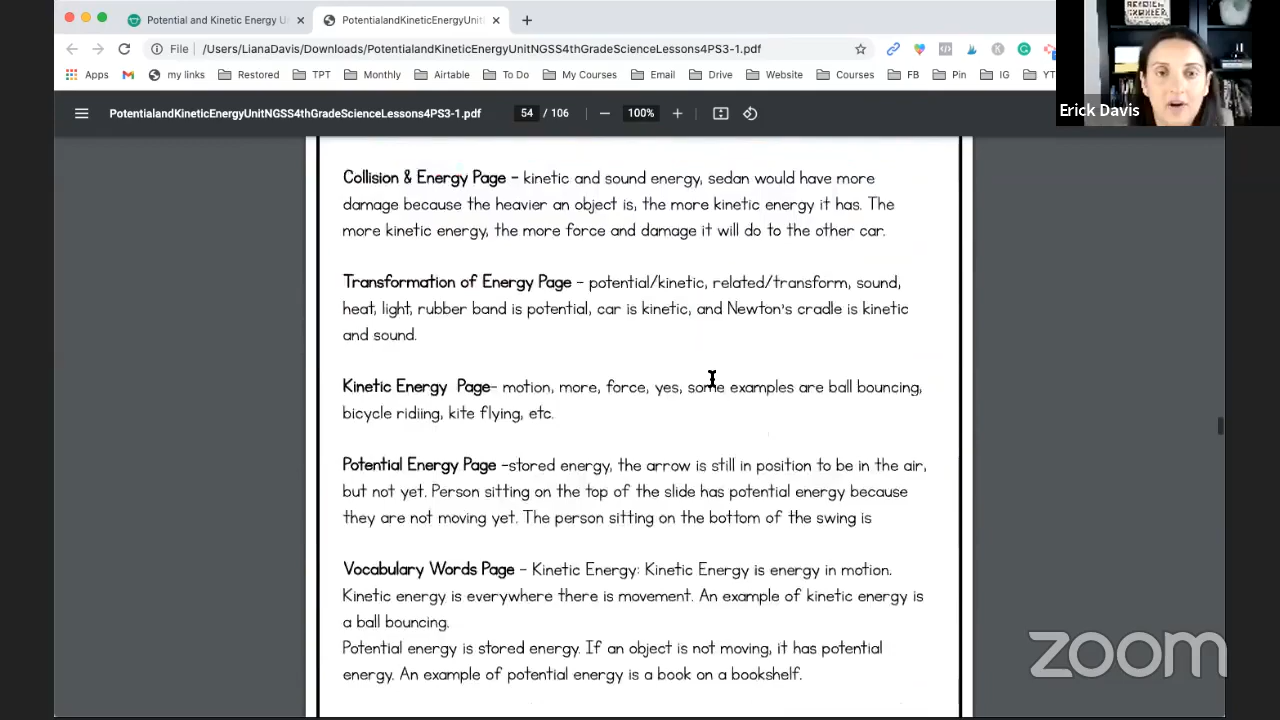 Potential and Kinetic Energy U
PotentialandKineticEnergyUnit
File /Users/LianaDavis/Downloads/PotentialandKineticEnergyUnitNGSS4thGradeScienceLessons4PS3-1.pdf
Apps my links Restored TPT Monthly Airtable To Do My Courses Email Drive Website Courses FB Pin IG YT
Erick Davis
PotentialandKineticEnergyUnitNGSS4thGradeScienceLessons4PS3-1.pdf 54 / 106 — 100% +
Collision & Energy Page - kinetic and sound energy, sedan would have more
damage because the heavier an object is, the more kinetic energy it has. The
more kinetic energy, the more force and damage it will do to the other car.
Transformation of Energy Page - potential/kinetic, related/transform, sound,
heat, light, rubber band is potential, car is kinetic, and Newton's cradle is kinetic
and sound.
Kinetic Energy Page- motion, more, force, yes, some examples are ball bouncing,
bicycle ridiing, kite flying, etc.
Potential Energy Page -stored energy, the arrow is still in position to be in the air,
but not yet. Person sitting on the top of the slide has potential energy because
they are not moving yet. The person sitting on the bottom of the swing is
Vocabulary Words Page - Kinetic Energy: Kinetic Energy is energy in motion.
Kinetic energy is everywhere there is movement. An example of kinetic energy is
a ball bouncing.
Potential energy is stored energy. If an object is not moving, it has potential
energy. An example of potential energy is a book on a bookshelf.
zoom